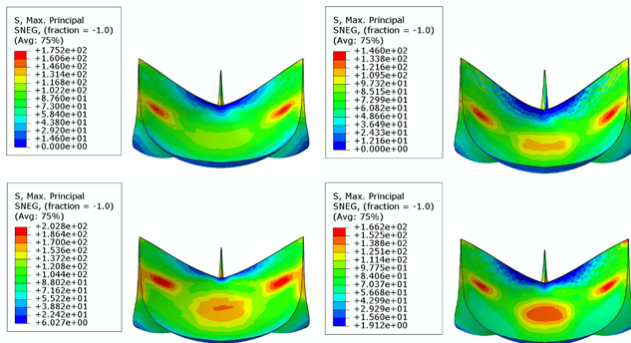 S, Max. Principal
SNEG, (fraction = -1.0)
(Avg: 75%)
+1.752e+02
+1.606e+02
+1.460e+02
+1.314e+02
+1.168e+02
+1.022e+02
+8.760e+01
+7.300e+01
+5.840e+01
+4.380e+01
+2.920e+01
+1.460e+01
+0.000e+00
S, Max. Principal
SNEG, (fraction = -1.0)
(Avg: 75%)
+1.460e+02
+1.338e+02
+1.216e+02
+1.095e+02
+9.732e+01
+8.515e+01
+7.299e+01
+6.082e+01
+4.866e+01
+3.649e+01
+2.433e+01
+1.216e+01
+0.000e+00
S, Max. Principal
SNEG, (fraction = -1.0)
(Avg: 75%)
+2.028e+02
+1.864e+02
+1.700e+02
+1.536e+02
+1.372e+02
+1.208e+02
+1.044e+02
+8.802e+01
+7.162e+01
+5.522e+01
+3.882e+01
+2.242e+01
+6.027e+00
S, Max. Principal
SNEG, (fraction = -1.0)
(Avg: 75%)
+1.662e+02
+1.525e+02
+1.388e+02
+1.251e+02
+1.114e+02
+9.775e+01
+8.406e+01
+7.037e+01
+5.668e+01
+4.299e+01
+2.929e+01
+1.560e+01
+1.912e+00